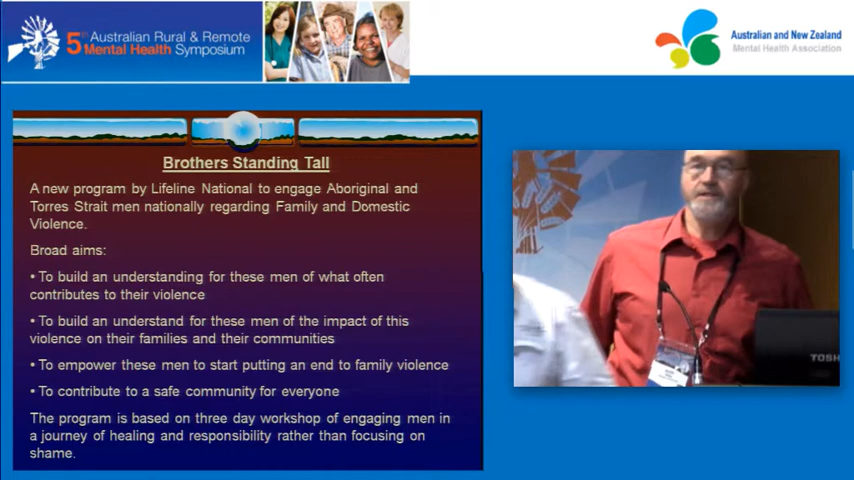 5th Australian Rural & Remote
Mental Health Symposium
Australian and New Zealand
Mental Health Association
Brothers Standing Tall
A new program by Lifeline National to engage Aboriginal and
Torres Strait men nationally regarding Family and Domestic
Violence.
Broad aims:
• To build an understanding for these men of what often
contributes to their violence
• To build an understand for these men of the impact of this
violence on their families and their communities
• To empower these men to start putting an end to family violence
• To contribute to a safe community for everyone
The program is based on three day workshop of engaging men in
a journey of healing and responsibility rather than focusing on
shame.
TOSH